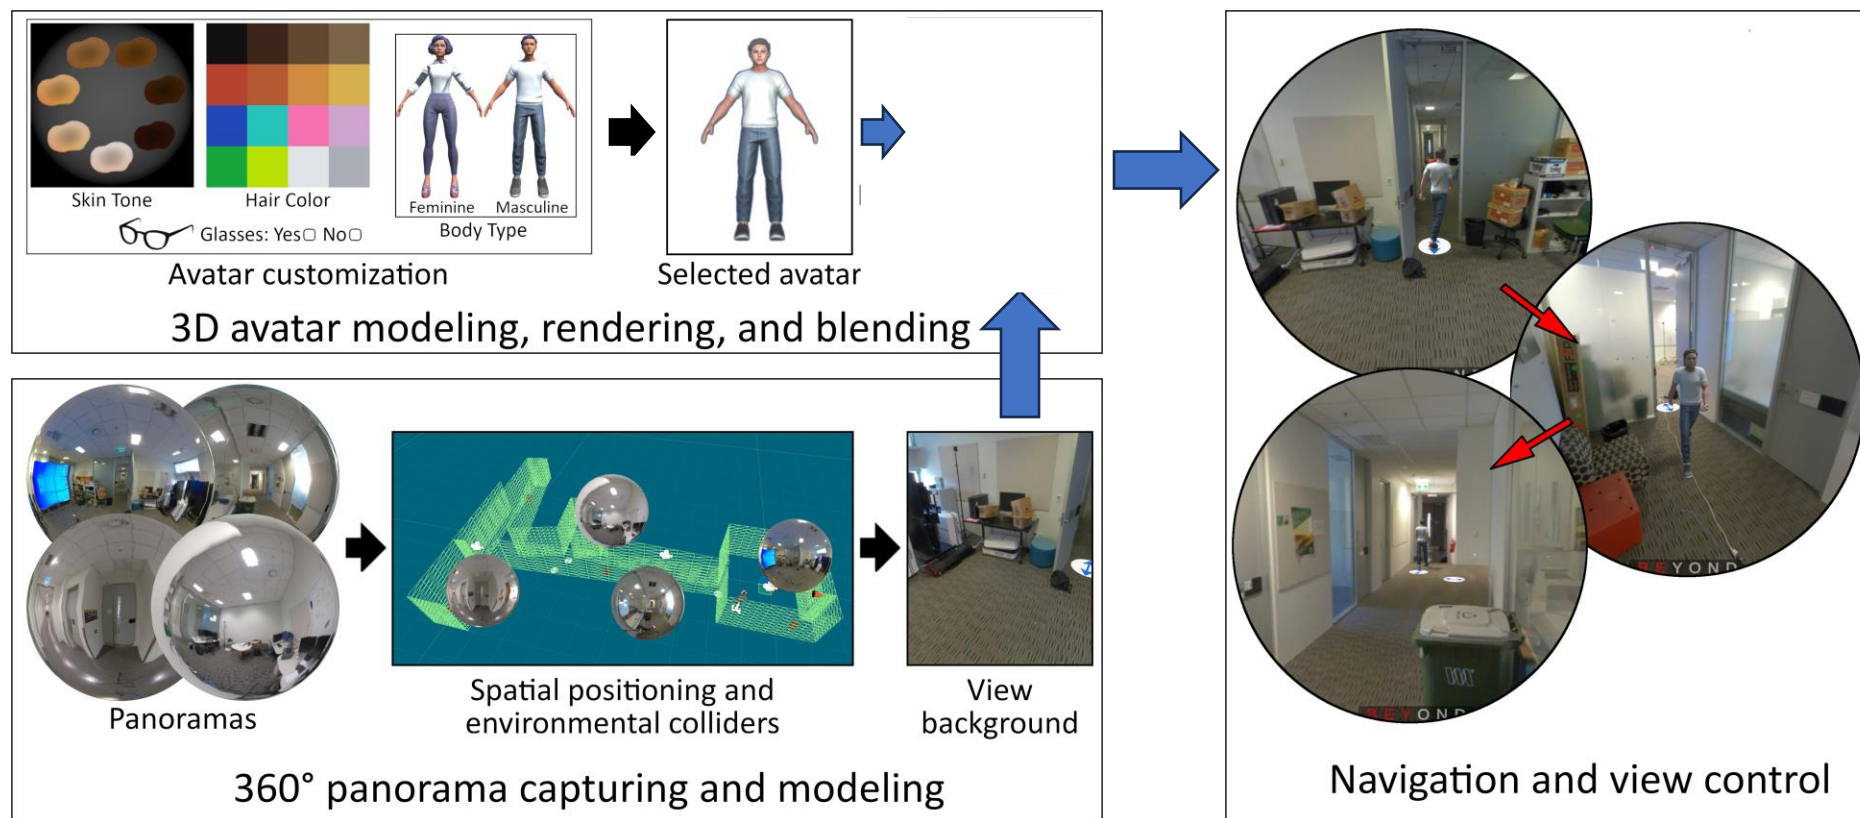 Skin Tone
Hair Color
Feminine Masculine
Body Type
Glasses: Yes No
Avatar customization
Selected avatar
3D avatar modeling, rendering, and blending
Panoramas
Spatial positioning and
environmental colliders
View
background
360° panorama capturing and modeling
BEYOND
BEYOND
Navigation and view control